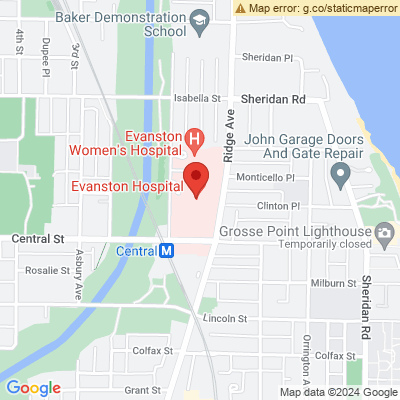 Map error: g.co/staticmaperror
Baker Demonstration
School
4th St
Dupee Pl
3rd St
Sheridan Pl
Isabella St
Sheridan Rd
Evanston
Women's Hospital
H
Ridge Ave
John Garage Doors
And Gate Repair
Evanston Hospital
Monticello Pl
Clinton Pl
Grosse Point Lighthouse
Temporarily closed
Central St
Central M
Rosalie St
Asbury Ave
Milburn St
Sheridan Rd
Lincoln St
Colfax St
Colfax St
Orrington A
Grant St
Google
Map data ©2024 Google